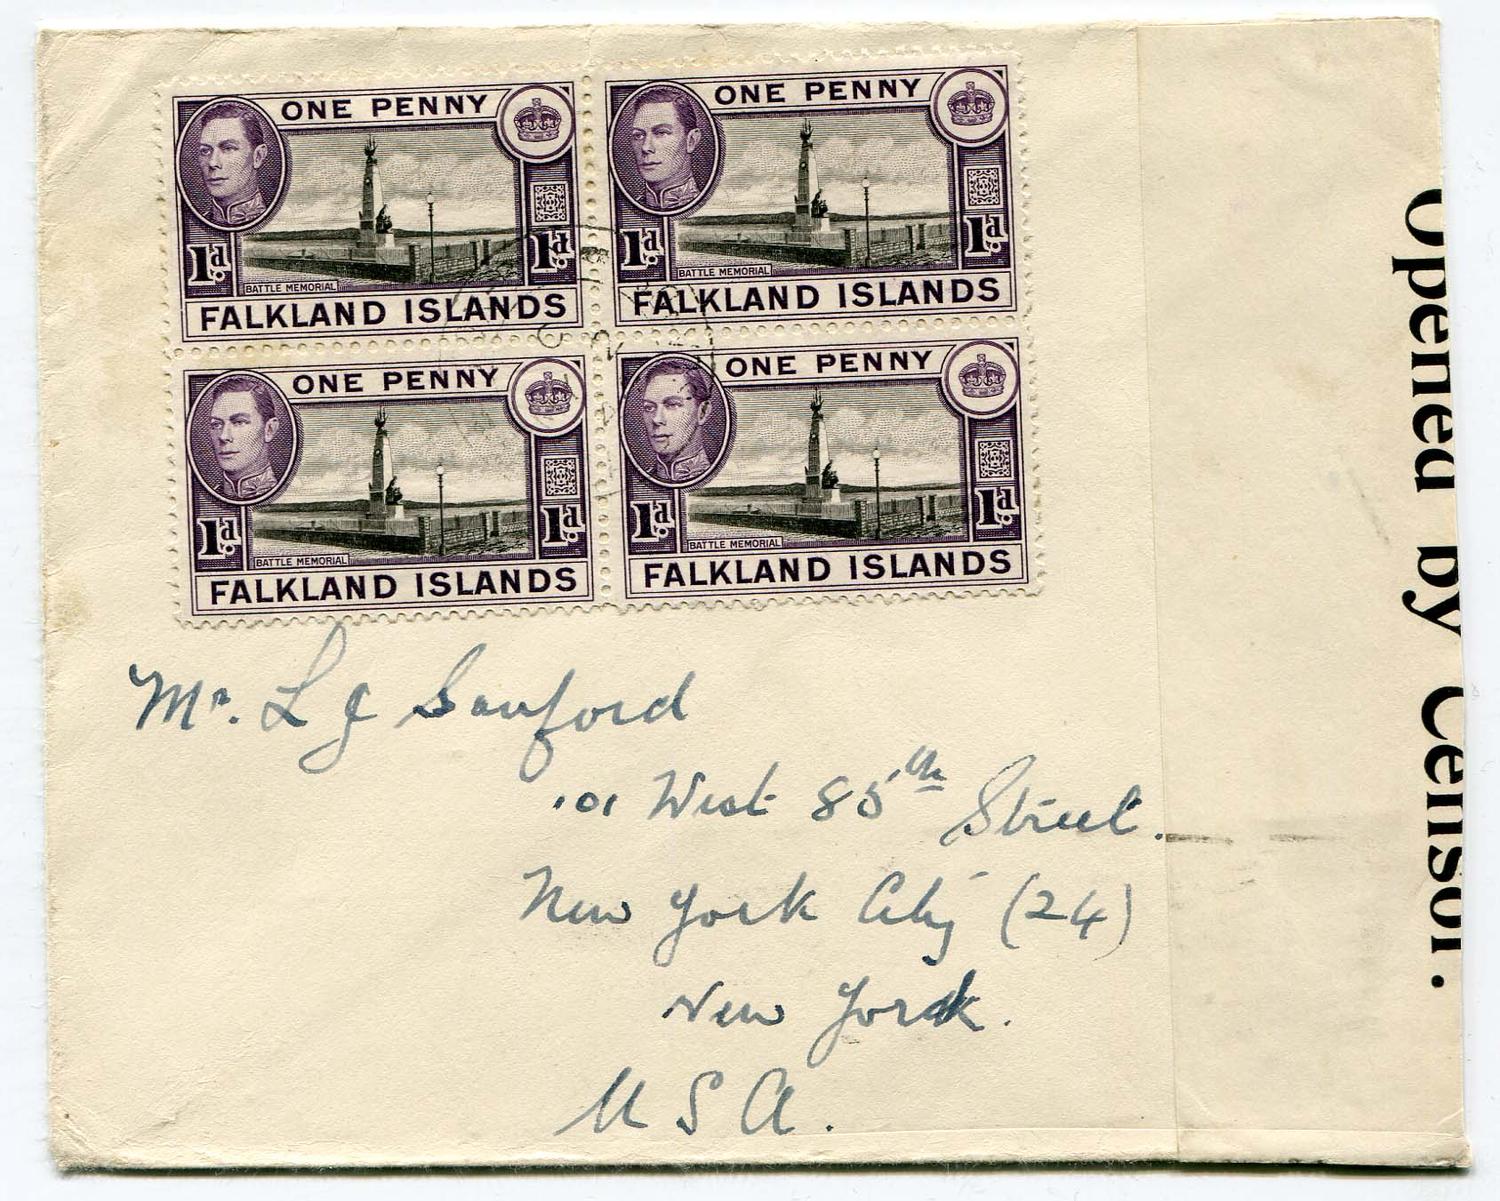 ONE PENNY
1d.
1d.
BATTLE MEMORIAL
FALKLAND ISLANDS
ONE PENNY
1d.
1d.
BATTLE MEMORIAL
FALKLAND ISLANDS
ONE PENNY
1d.
1d.
BATTLE MEMORIAL
FALKLAND ISLANDS
ONE PENNY
1d.
1d.
BATTLE MEMORIAL
FALKLAND ISLANDS
Mr. L J Sanford
101 West 85th Street.
New York City (24)
New York.
U S A.
Opened by Censor.